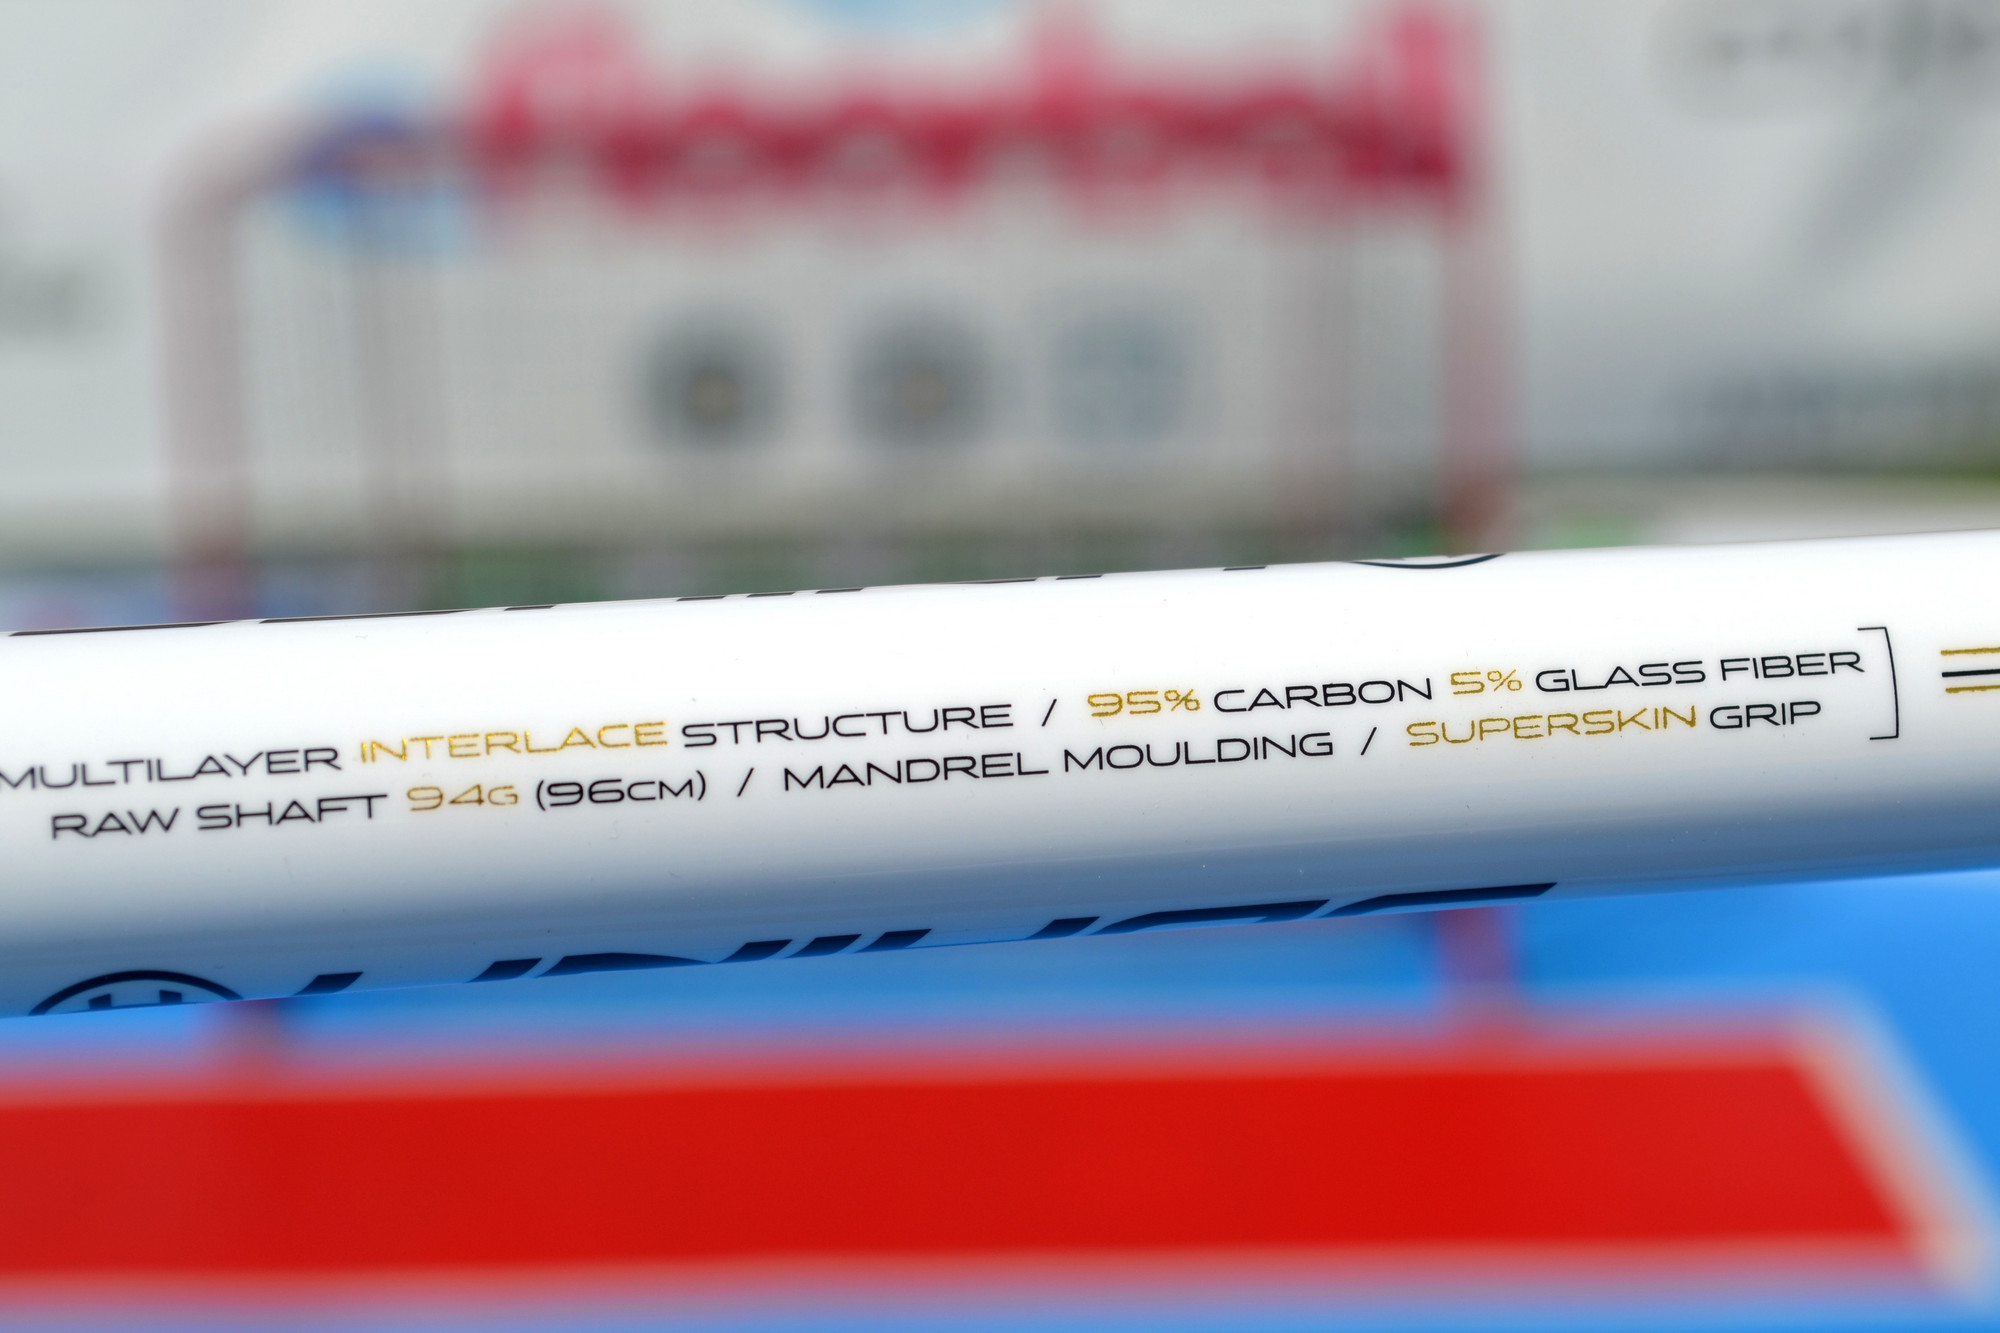 MULTILAYER INTERLACE STRUCTURE / 95% CARBON 5% GLASS FIBER
RAW SHAFT 94G (96CM) / MANDREL MOULDING / SUPERSKIN GRIP